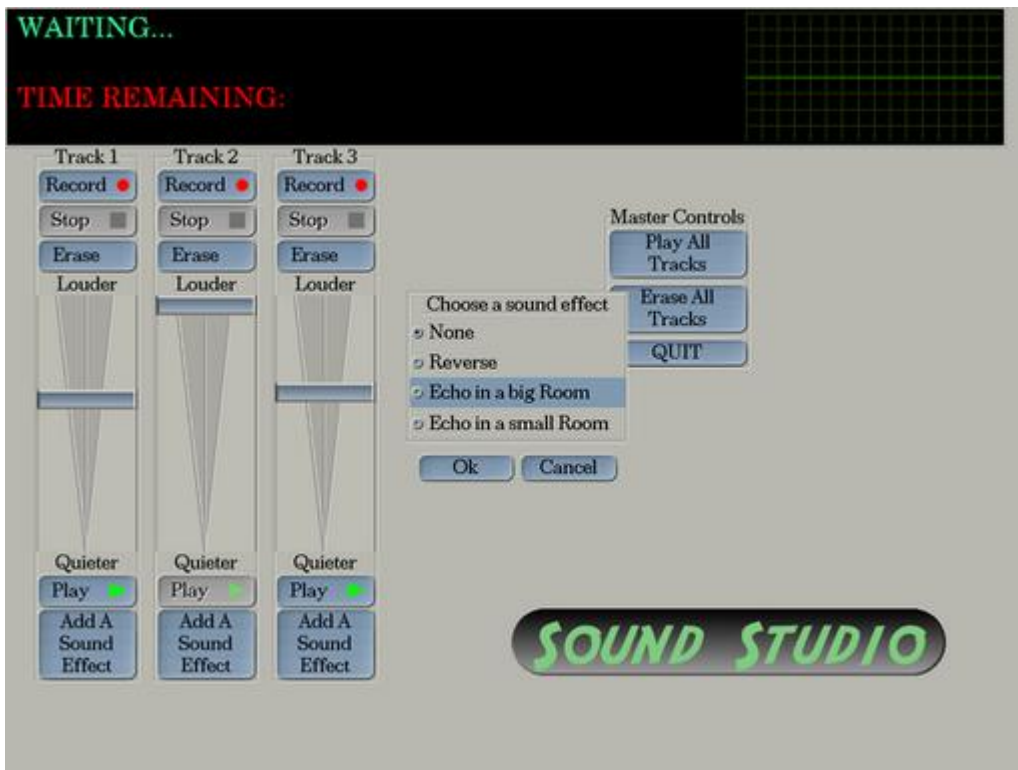 WAITING...
TIME REMAINING:
Track 1
Record
Stop
Erase
Louder
Quieter
Play
Add A
Sound
Effect
Track 2
Record
Stop
Erase
Louder
Quieter
Play
Add A
Sound
Effect
Track 3
Record
Stop
Erase
Louder
Quieter
Play
Add A
Sound
Effect
Choose a sound effect
None
Reverse
Echo in a big Room
Echo in a small Room
Ok
Cancel
Master Controls
Play All
Tracks
Erase All
Tracks
QUIT
SOUND STUDIO